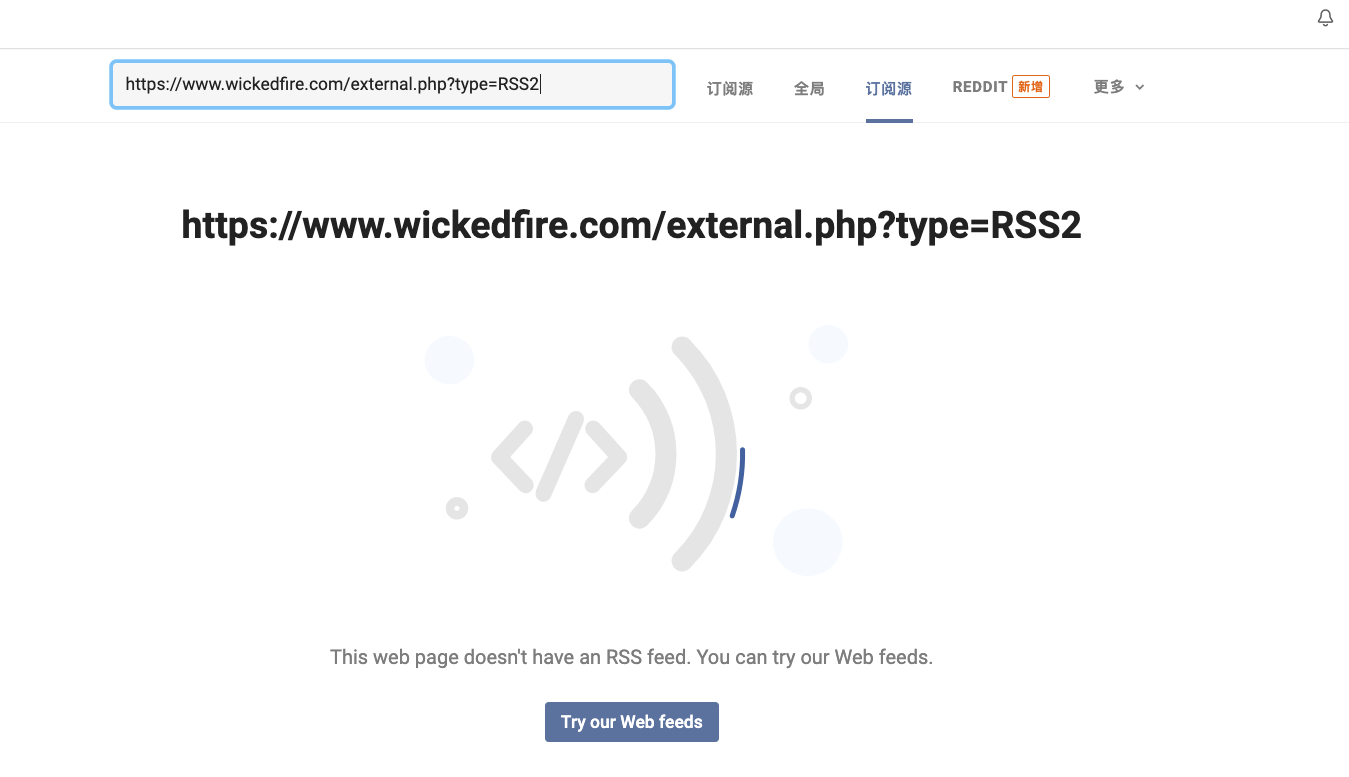 https://www.wickedfire.com/external.php?type=RSS2
订阅源 全局 订阅源 REDDIT 新增 更多
https://www.wickedfire.com/external.php?type=RSS2
This web page doesn't have an RSS feed. You can try our Web feeds.
Try our Web feeds